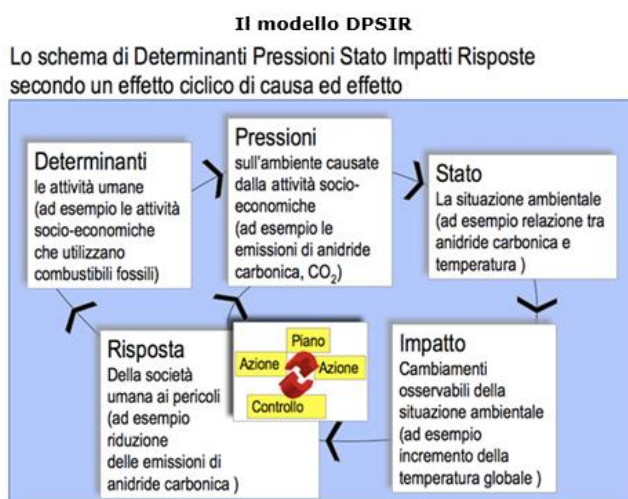 Il modello DPSIR
Lo schema di Determinanti Pressioni Stato Impatti Risposte
secondo un effetto ciclico di causa ed effetto
Determinanti
le attività umane
(ad esempio le attività
socio-economiche
che utilizzano
combustibili fossili)
Pressioni
sull'ambiente causate
dalla attività socio-
economiche
(ad esempio le
emissioni di anidride
carbonica, CO₂)
Stato
La situazione ambientale
(ad esempio relazione tra
anidride carbonica e
temperatura )
Impatto
Cambiamenti
osservabili della
situazione ambientale
(ad esempio
incremento della
temperatura globale )
Risposta
Della società
umana ai pericoli
(ad esempio
riduzione
delle emissioni di
anidride carbonica )
Piano
Azione
Azione
Controllo